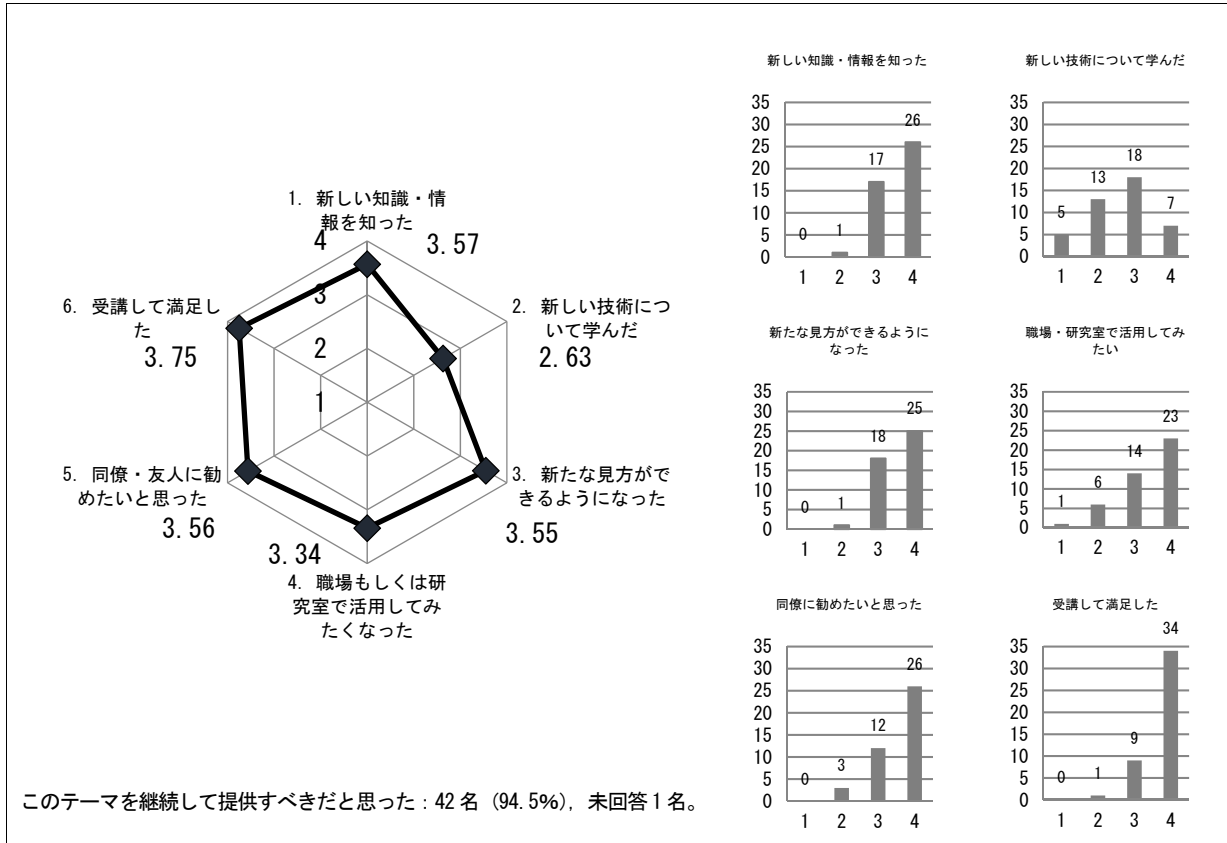 1. 新しい知識・情
報を知った
3.57
4
3
2
1
2. 新しい技術につ
いて学んだ
2.63
3. 新たな見方がで
きるようになった
3.55
3.34
4. 職場もしくは研
究室で活用してみ
たくなった
5. 同僚・友人に勧
めたいと思った
3.56
6. 受講して満足し
た
3.75
新しい知識・情報を知った
35
30
25
20
15
10
5
0
0
1
17
26
1 2 3 4
新しい技術について学んだ
35
30
25
20
15
10
5
0
5
13
18
7
1 2 3 4
新たな見方ができるように
なった
35
30
25
20
15
10
5
0
0
1
18
25
1 2 3 4
職場・研究室で活用してみ
たい
35
30
25
20
15
10
5
0
1
6
14
23
1 2 3 4
同僚に勧めたいと思った
35
30
25
20
15
10
5
0
0
3
12
26
1 2 3 4
受講して満足した
35
30
25
20
15
10
5
0
0
1
9
34
1 2 3 4
このテーマを継続して提供すべきだと思った：42名（94.5%），未回答1名。